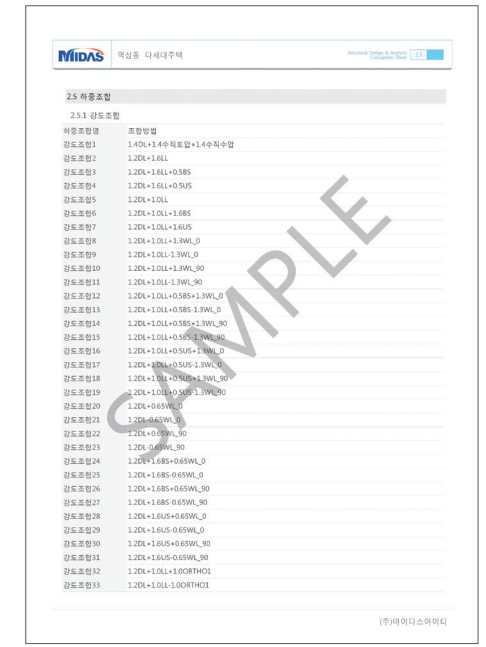 MIDAS 역삼동 다세대주택 Structural Design & Analysis Calculation Sheet 11
2.5 하중조합
2.5.1 강도조합
하중조합명 조합방법
강도조합1 1.4DL+1.4수직토압+1.4수직수압
강도조합2 1.2DL+1.6LL
강도조합3 1.2DL+1.6LL+0.5BS
강도조합4 1.2DL+1.6LL+0.5US
강도조합5 1.2DL+1.0LL
강도조합6 1.2DL+1.0LL+1.6BS
강도조합7 1.2DL+1.0LL+1.6US
강도조합8 1.2DL+1.0LL+1.3WL_0
강도조합9 1.2DL+1.0LL-1.3WL_0
강도조합10 1.2DL+1.0LL+1.3WL_90
강도조합11 1.2DL+1.0LL-1.3WL_90
강도조합12 1.2DL+1.0LL+0.5BS+1.3WL_0
강도조합13 1.2DL+1.0LL+0.5BS-1.3WL_0
강도조합14 1.2DL+1.0LL+0.5BS+1.3WL_90
강도조합15 1.2DL+1.0LL+0.5BS-1.3WL_90
강도조합16 1.2DL+1.0LL+0.5US+1.3WL_0
강도조합17 1.2DL+1.0LL+0.5US-1.3WL_0
강도조합18 1.2DL+1.0LL+0.5US+1.3WL_90
강도조합19 1.2DL+1.0LL+0.5US-1.3WL_90
강도조합20 1.2DL+0.65WL_0
강도조합21 1.2DL-0.65WL_0
강도조합22 1.2DL+0.65WL_90
강도조합23 1.2DL-0.65WL_90
강도조합24 1.2DL+1.6BS+0.65WL_0
강도조합25 1.2DL+1.6BS-0.65WL_0
강도조합26 1.2DL+1.6BS+0.65WL_90
강도조합27 1.2DL+1.6BS-0.65WL_90
강도조합28 1.2DL+1.6US+0.65WL_0
강도조합29 1.2DL+1.6US-0.65WL_0
강도조합30 1.2DL+1.6US+0.65WL_90
강도조합31 1.2DL+1.6US-0.65WL_90
강도조합32 1.2DL+1.0LL+1.0ORTHO1
강도조합33 1.2DL+1.0LL-1.0ORTHO1
SAMPLE
(주)마이다스아이티